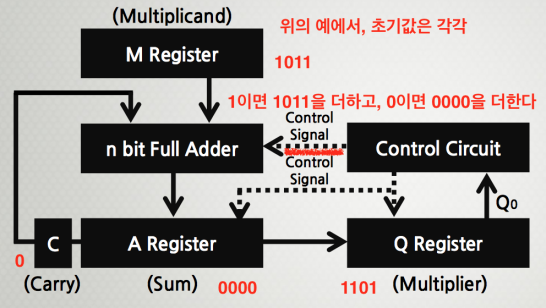 (Multiplicand)
위의 예에서, 초기값은 각각
M Register
1011
1이면 1011을 더하고, 0이면 0000을 더한다
Control
Signal
n bit Full Adder
Control Circuit
Control
Signal
Q0
C
A Register
Q Register
0
(Carry)
(Sum)
0000
1101
(Multiplier)